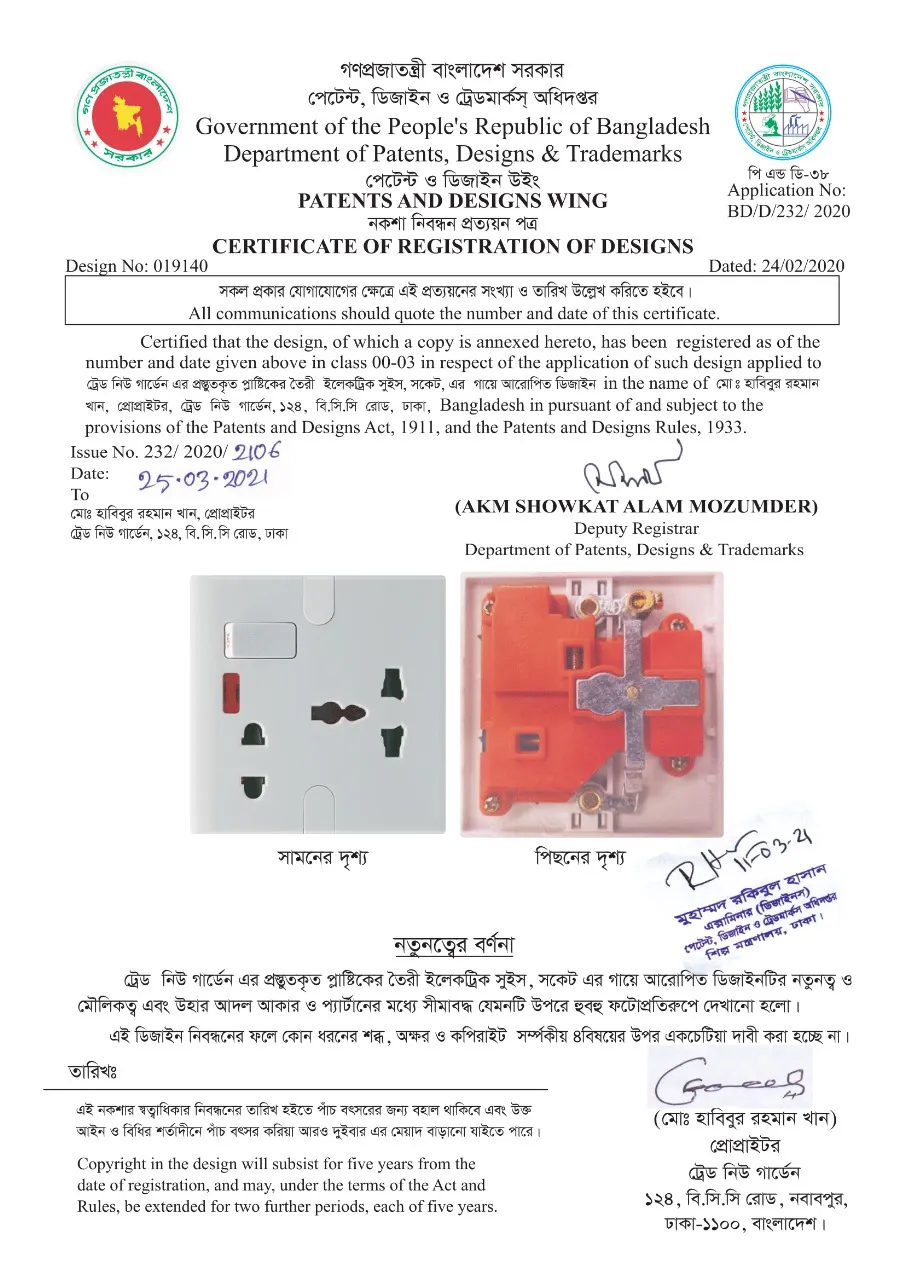 গণপ্রজাতন্ত্রী বাংলাদেশ সরকার
পেটেন্ট, ডিজাইন ও ট্রেডমার্কস্ অধিদপ্তর
Government of the People's Republic of Bangladesh
Department of Patents, Designs & Trademarks
পেটেন্ট ও ডিজাইন উইং
PATENTS AND DESIGNS WING
নকশা নিবন্ধন প্রত্যয়ন পত্র
CERTIFICATE OF REGISTRATION OF DESIGNS
গণপ্রজাতন্ত্রী বাংলাদেশ
সরকার
পি এন্ড ডি-৩৮
Application No:
BD/D/232/ 2020
Design No: 019140
Dated: 24/02/2020
সকল প্রকার যোগাযোগের ক্ষেত্রে এই প্রত্যয়নের সংখ্যা ও তারিখ উল্লেখ করিতে হইবে।
All communications should quote the number and date of this certificate.
Certified that the design, of which a copy is annexed hereto, has been registered as of the
number and date given above in class 00-03 in respect of the application of such design applied to
ট্রেড নিউ গার্ডেন এর প্রস্তুতকৃত প্লাষ্টিকের তৈরী ইলেকট্রিক সুইস, সকেট, এর গায়ে আরোপিত ডিজাইন in the name of মোঃ হাবিবুর রহমান
খান, প্রোপ্রাইটর, ট্রেড নিউ গার্ডেন, ১২৪, বি.সি.সি রোড, ঢাকা, Bangladesh in pursuant of and subject to the
provisions of the Patents and Designs Act, 1911, and the Patents and Designs Rules, 1933.
Issue No. 232/ 2020/ 2106
Date: 25.03.2021
To
মোঃ হাবিবুর রহমান খান, প্রোপ্রাইটর
ট্রেড নিউ গার্ডেন, ১২৪, বি.সি.সি রোড, ঢাকা
(AKM SHOWKAT ALAM MOZUMDER)
Deputy Registrar
Department of Patents, Designs & Trademarks
সামনের দৃশ্য
পিছনের দৃশ্য
11-03-21
মুহাম্মদ রকিবুল হাসান
এক্সামিনার (ডিজাইনস)
পেটেন্ট, ডিজাইন ও ট্রেডমার্কস অধিদপ্তর
শিল্প মন্ত্রণালয়, ঢাকা।
নতুনত্বের বর্ণনা
ট্রেড নিউ গার্ডেন এর প্রস্তুতকৃত প্লাষ্টিকের তৈরী ইলেকট্রিক সুইস, সকেট এর গায়ে আরোপিত ডিজাইনটির নতুনত্ব ও
মৌলিকত্ব এবং উহার আদল আকার ও প্যার্টানের মধ্যে সীমাবদ্ধ যেমনটি উপরে হুবহু ফটোপ্রতিরুপে দেখানো হলো।
এই ডিজাইন নিবন্ধনের ফলে কোন ধরনের শব্দ, অক্ষর ও কপিরাইট সর্ম্পকীয় ৪বিষয়ের উপর একচেটিয়া দাবী করা হচ্ছে না।
তারিখঃ
এই নকশার স্বত্বাধিকার নিবন্ধনের তারিখ হইতে পাঁচ বৎসরের জন্য বহাল থাকিবে এবং উক্ত
আইন ও বিধির শর্তাদীনে পাঁচ বৎসর করিয়া আরও দুইবার এর মেয়াদ বাড়ানো যাইতে পারে।
Copyright in the design will subsist for five years from the
date of registration, and may, under the terms of the Act and
Rules, be extended for two further periods, each of five years.
(মোঃ হাবিবুর রহমান খান)
প্রোপ্রাইটর
ট্রেড নিউ গার্ডেন
১২৪, বি.সি.সি রোড, নবাবপুর,
ঢাকা-১১০০, বাংলাদেশ।